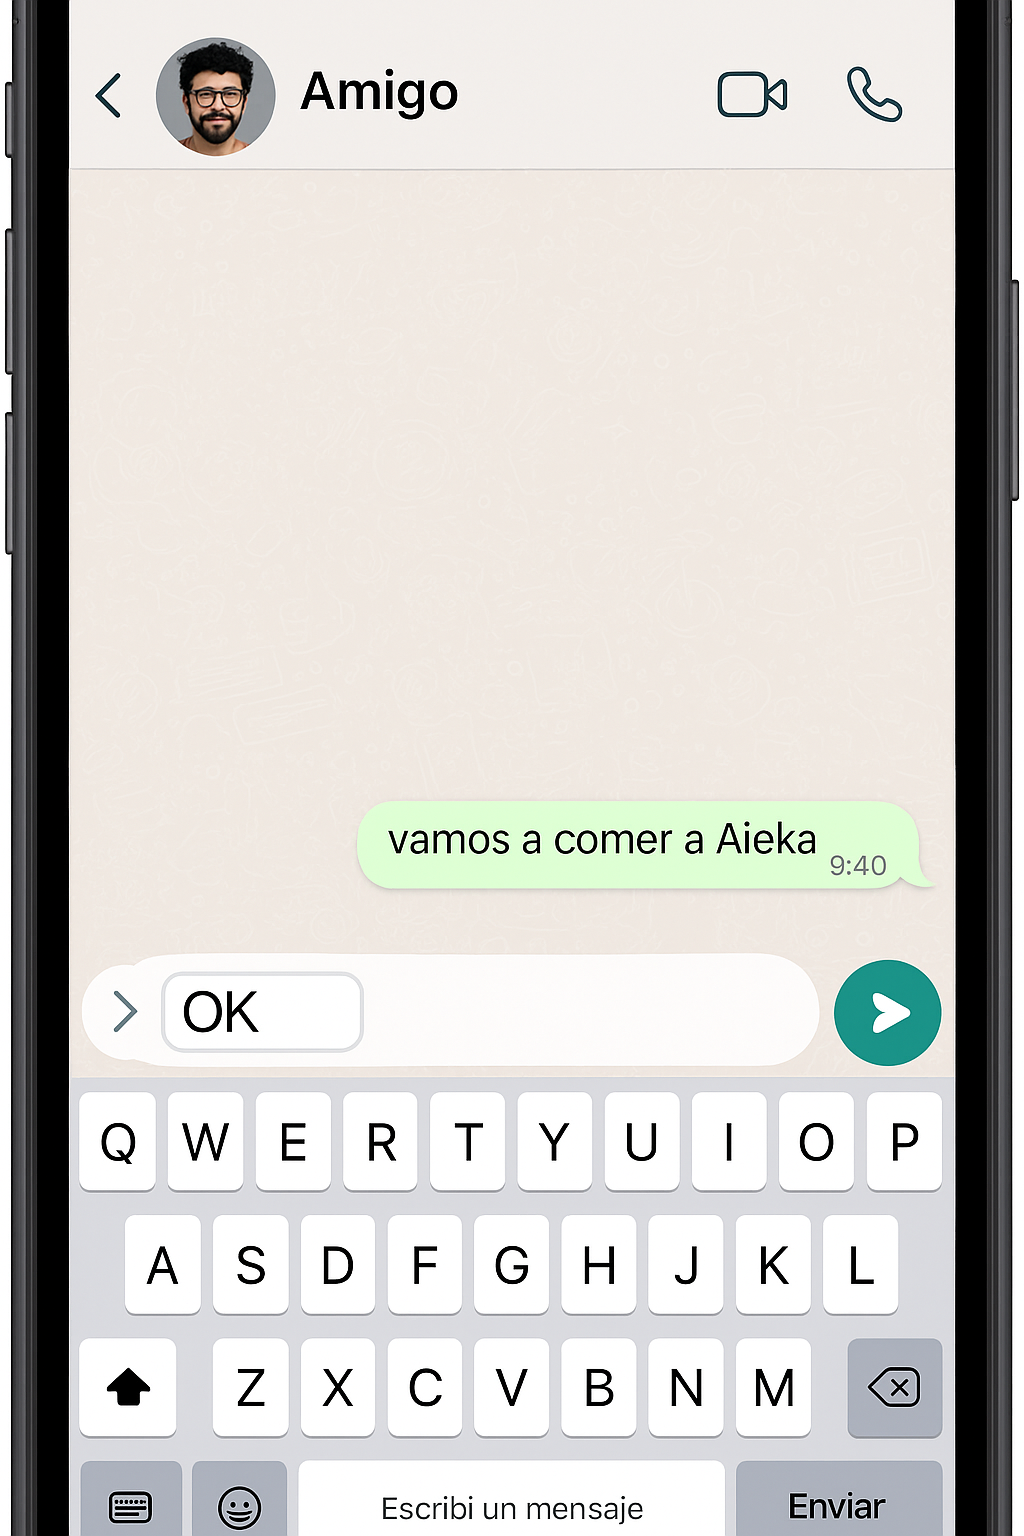 Amigo
vamos a comer a Aieka
9:40
OK
Q W E R T Y U I O P
A S D F G H J K L
Z X C V B N M
Escribi un mensaje
Enviar